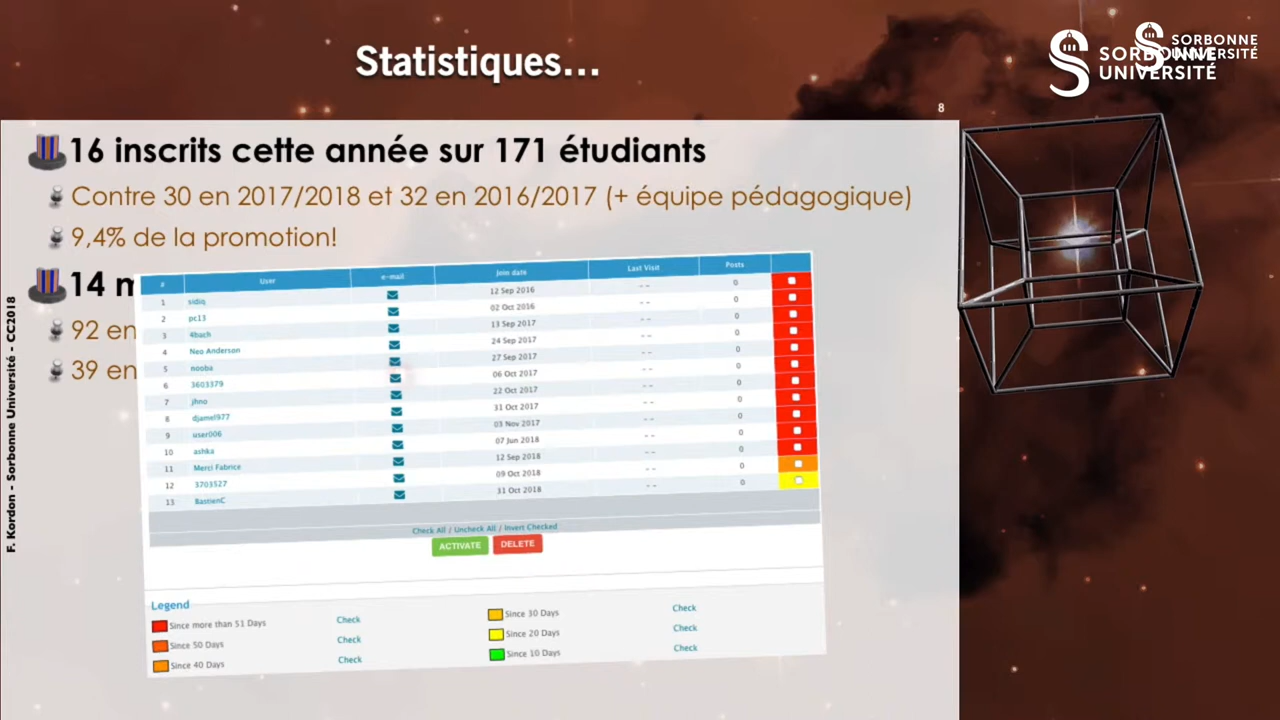 Statistiques...
SORBONNE
UNIVERSITÉ
SORBONNE
UNIVERSITÉ
8
16 inscrits cette année sur 171 étudiants
Contre 30 en 2017/2018 et 32 en 2016/2017 (+ équipe pédagogique)
9,4% de la promotion!
14 m
92 en
39 en
# User e-mail Join date Last Visit Posts
1 sidiq 12 Sep 2016 - - 0
2 pc13 02 Oct 2016 - - 0
3 4bach 13 Sep 2017 - - 0
4 Neo Anderson 24 Sep 2017 - - 0
5 nooba 27 Sep 2017 - - 0
6 3603379 06 Oct 2017 - - 0
7 jhno 22 Oct 2017 - - 0
8 djamel977 31 Oct 2017 - - 0
9 user006 03 Nov 2017 - - 0
10 ashka 07 Jun 2018 - - 0
11 Merci Fabrice 12 Sep 2018 - - 0
12 3703527 09 Oct 2018 - - 0
13 BastienC 31 Oct 2018 - - 0
Check All / Uncheck All / Invert Checked
ACTIVATE DELETE
Legend
Since more than 51 Days Check Since 30 Days Check
Since 50 Days Check Since 20 Days Check
Since 40 Days Check Since 10 Days Check
F. Kordon - Sorbonne Université - CC2018